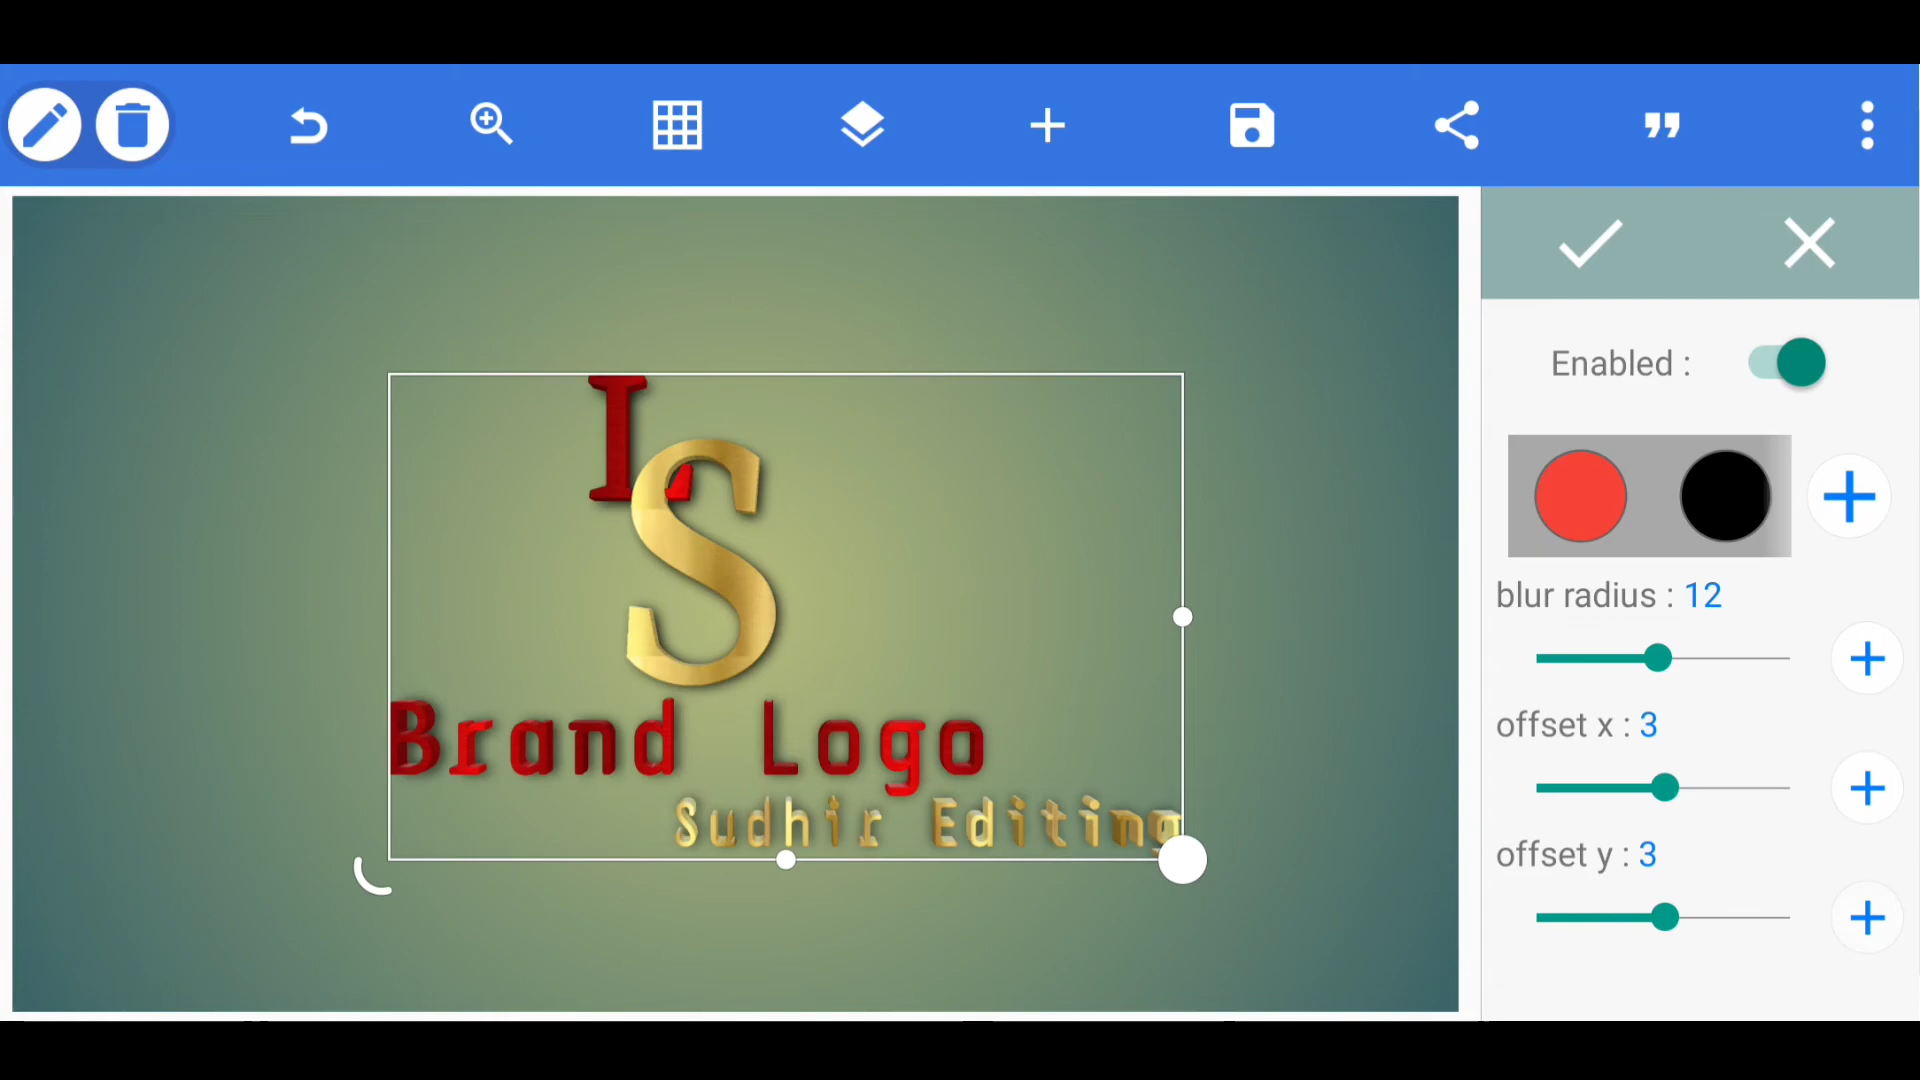 Enabled :
L
S
blur radius : 12
Brand Logo
offset x : 3
Sudhir Editing
offset y : 3